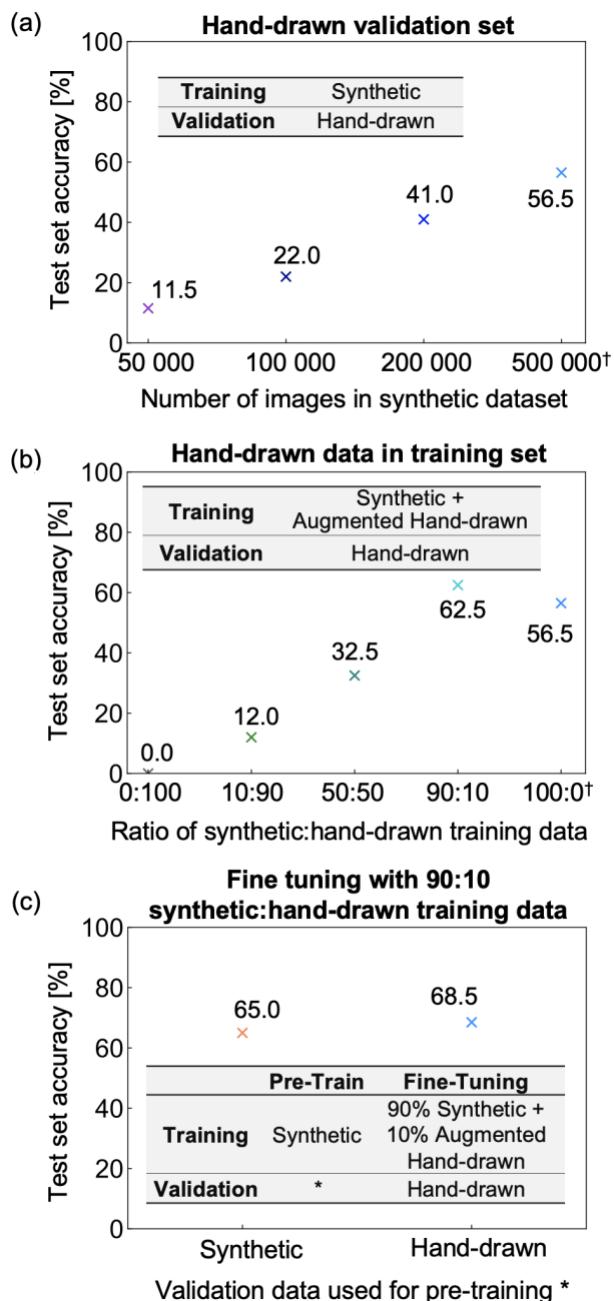 (a)
Hand-drawn validation set
Test set accuracy [%]
100
80
60
40
20
0
Training Synthetic
Validation Hand-drawn
11.5
22.0
41.0
56.5
50 000 100 000 200 000 500 000†
Number of images in synthetic dataset
(b)
Hand-drawn data in training set
Test set accuracy [%]
100
80
60
40
20
0
Training Synthetic +
Augmented Hand-drawn
Validation Hand-drawn
0.0
12.0
32.5
62.5
56.5
0:100 10:90 50:50 90:10 100:0†
Ratio of synthetic:hand-drawn training data
Fine tuning with 90:10
(c) synthetic:hand-drawn training data
Test set accuracy [%]
100
80
60
40
20
0
65.0
68.5
Pre-Train Fine-Tuning
90% Synthetic +
Training Synthetic 10% Augmented
Hand-drawn
Validation * Hand-drawn
Synthetic Hand-drawn
Validation data used for pre-training *